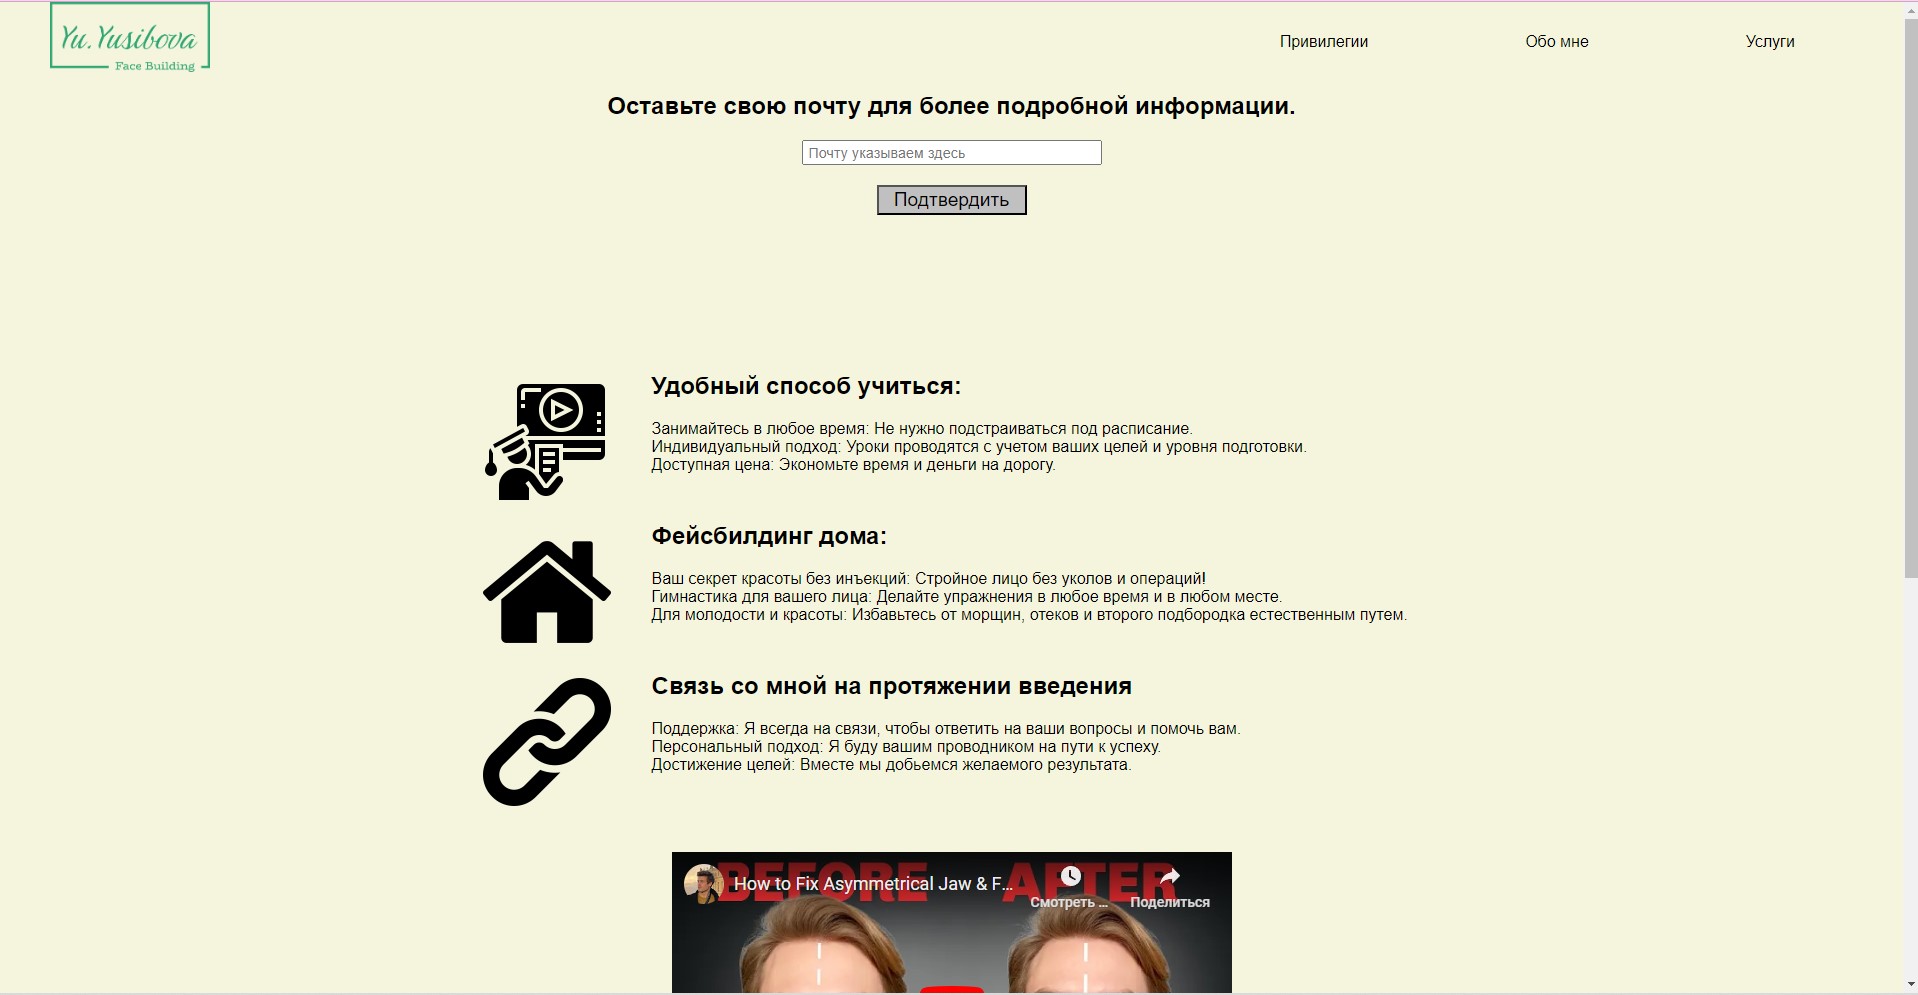 Yu.Yusibova
Face Building
Привилегии
Обо мне
Услуги
Оставьте свою почту для более подробной информации.
Почту указываем здесь
Подтвердить
Удобный способ учиться:
Занимайтесь в любое время: Не нужно подстраиваться под расписание.
Индивидуальный подход: Уроки проводятся с учетом ваших целей и уровня подготовки.
Доступная цена: Экономьте время и деньги на дорогу.
Фейсбилдинг дома:
Ваш секрет красоты без инъекций: Стройное лицо без уколов и операций!
Гимнастика для вашего лица: Делайте упражнения в любое время и в любом месте.
Для молодости и красоты: Избавьтесь от морщин, отеков и второго подбородка естественным путем.
Связь со мной на протяжении введения
Поддержка: Я всегда на связи, чтобы ответить на ваши вопросы и помочь вам.
Персональный подход: Я буду вашим проводником на пути к успеху.
Достижение целей: Вместе мы добьемся желаемого результата.
BEFORE AFTER
How to Fix Asymmetrical Jaw & F...
Смотреть ...
Поделиться